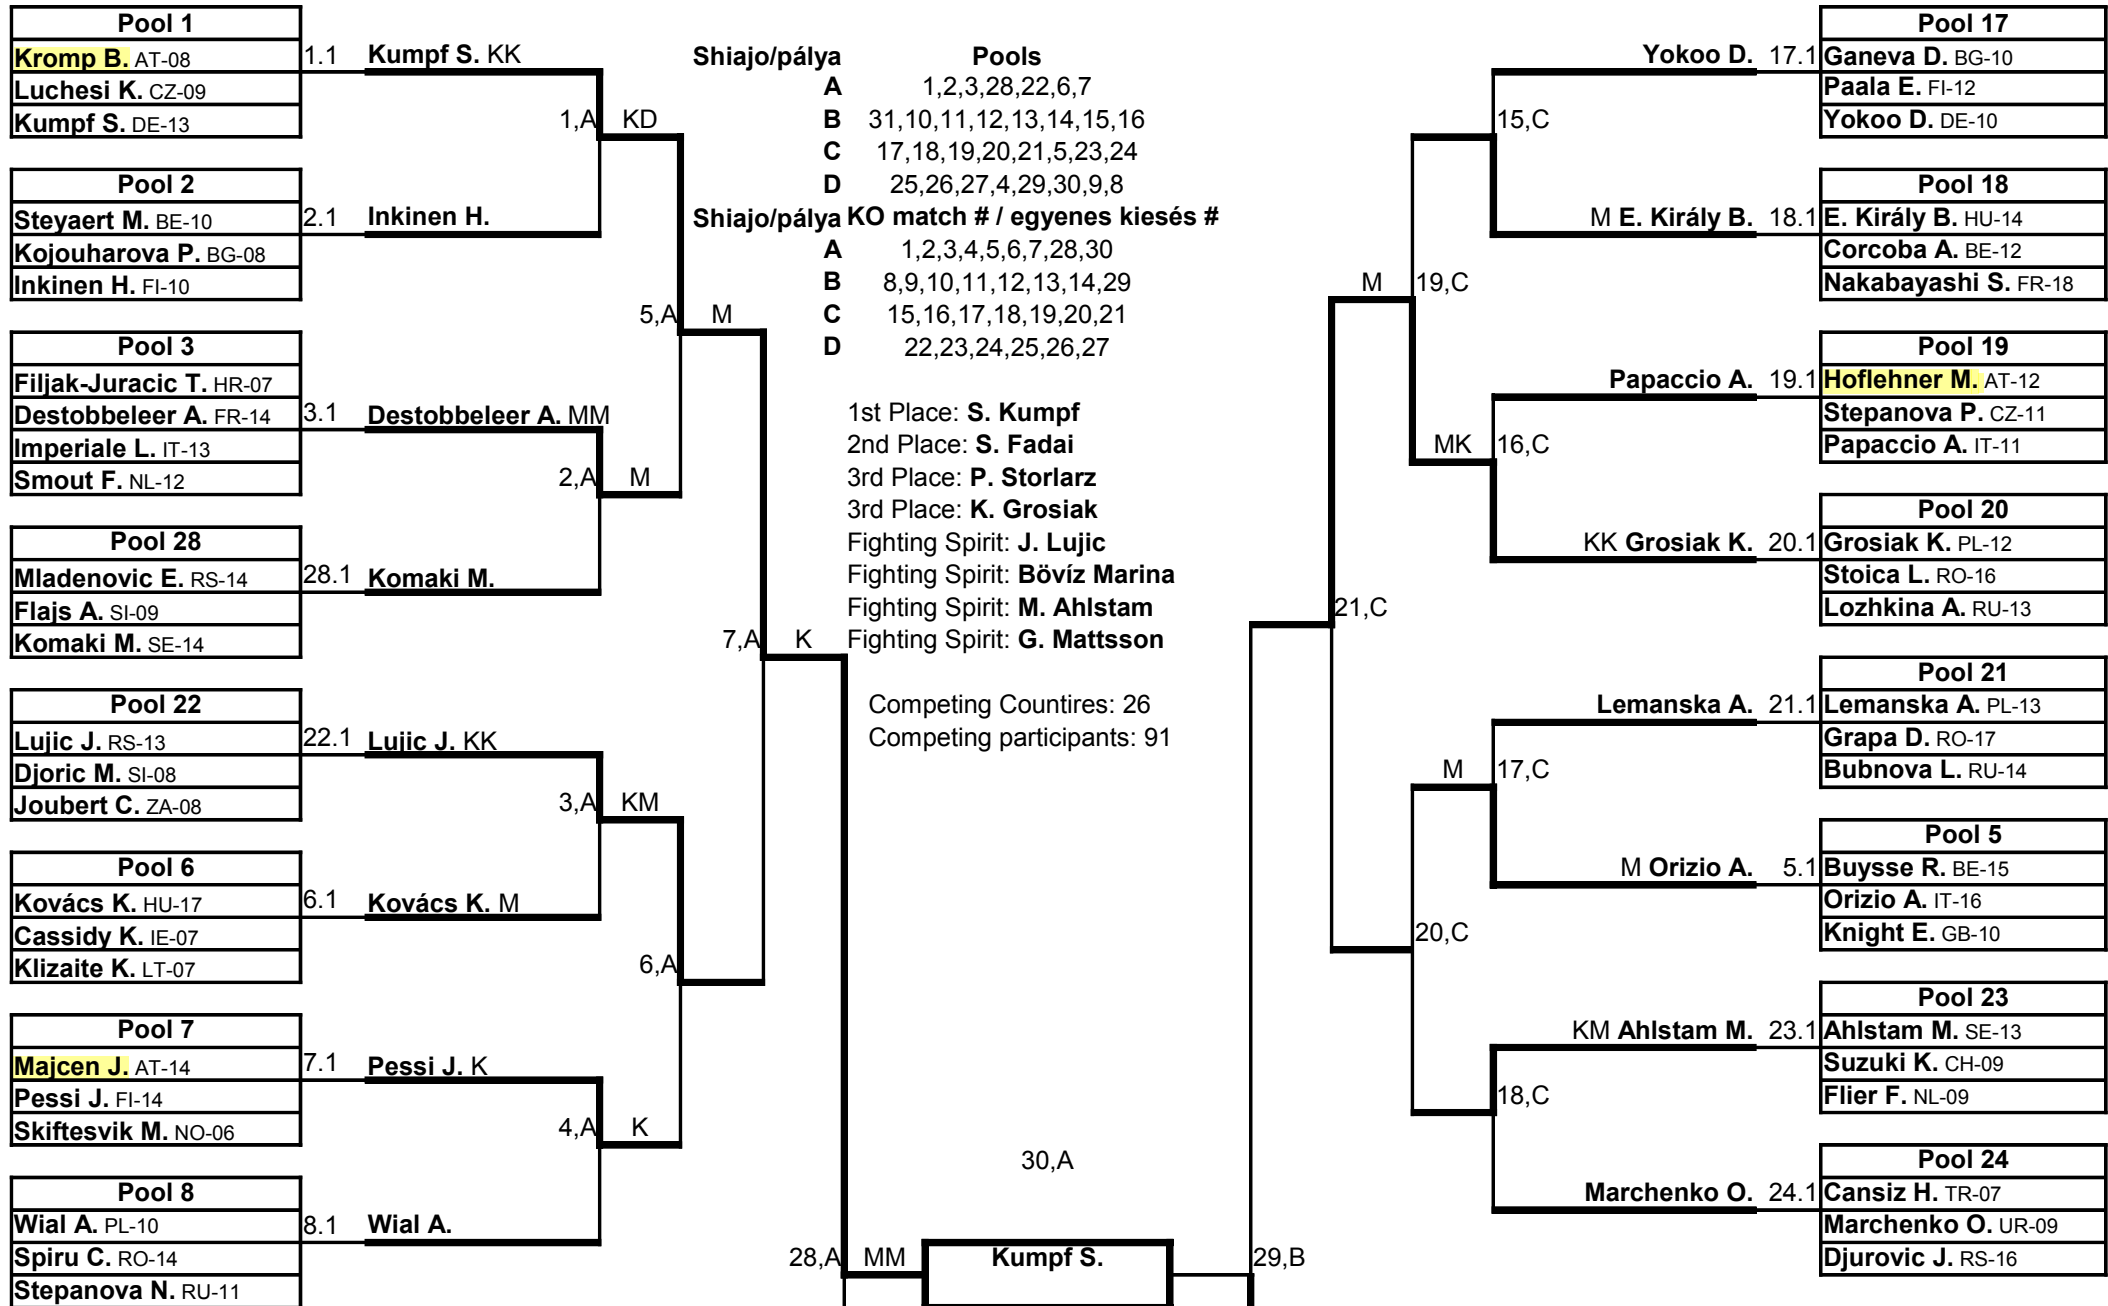 Pool 1
Kromp B. AT-08
Luchesi K. CZ-09
Kumpf S. DE-13
1.1 Kumpf S. KK
1,A KD
Pool 2
Steyaert M. BE-10
Kojouharova P. BG-08
Inkinen H. FI-10
2.1 Inkinen H.
5,A M
Pool 3
Filjak-Juracic T. HR-07
Destobbeleer A. FR-14
Imperiale L. IT-13
Smout F. NL-12
3.1 Destobbeleer A. MM
2,A M
Pool 28
Mladenovic E. RS-14
Flajs A. SI-09
Komaki M. SE-14
28.1 Komaki M.
7,A K
Pool 22
Lujic J. RS-13
Djoric M. SI-08
Joubert C. ZA-08
22.1 Lujic J. KK
3,A KM
Pool 6
Kovács K. HU-17
Cassidy K. IE-07
Klizaite K. LT-07
6.1 Kovács K. M
6,A
Pool 7
Majcen J. AT-14
Pessi J. FI-14
Skiftesvik M. NO-06
7.1 Pessi J. K
4,A K
Pool 8
Wial A. PL-10
Spiru C. RO-14
Stepanova N. RU-11
8.1 Wial A.
Shiajo/pálya Pools
A 1,2,3,28,22,6,7
B 31,10,11,12,13,14,15,16
C 17,18,19,20,21,5,23,24
D 25,26,27,4,29,30,9,8
Shiajo/pálya KO match # / egyenes kiesés #
A 1,2,3,4,5,6,7,28,30
B 8,9,10,11,12,13,14,29
C 15,16,17,18,19,20,21
D 22,23,24,25,26,27
1st Place: S. Kumpf
2nd Place: S. Fadai
3rd Place: P. Storlarz
3rd Place: K. Grosiak
Fighting Spirit: J. Lujic
Fighting Spirit: Bövíz Marina
Fighting Spirit: M. Ahlstam
Fighting Spirit: G. Mattsson
Competing Countires: 26
Competing participants: 91
30,A
28,A MM Kumpf S. 29,B
Pool 17
Yokoo D. 17.1 Ganeva D. BG-10
Paala E. FI-12
Yokoo D. DE-10
15,C
Pool 18
M E. Király B. 18.1 E. Király B. HU-14
Corcoba A. BE-12
Nakabayashi S. FR-18
M 19,C
Pool 19
Papaccio A. 19.1 Hoflehner M. AT-12
Stepanova P. CZ-11
Papaccio A. IT-11
MK 16,C
Pool 20
KK Grosiak K. 20.1 Grosiak K. PL-12
Stoica L. RO-16
Lozhkina A. RU-13
21,C
Pool 21
Lemanska A. 21.1 Lemanska A. PL-13
Grapa D. RO-17
Bubnova L. RU-14
M 17,C
Pool 5
M Orizio A. 5.1 Buysse R. BE-15
Orizio A. IT-16
Knight E. GB-10
20,C
Pool 23
KM Ahlstam M. 23.1 Ahlstam M. SE-13
Suzuki K. CH-09
Flier F. NL-09
18,C
Pool 24
Marchenko O. 24.1 Cansiz H. TR-07
Marchenko O. UR-09
Djurovic J. RS-16